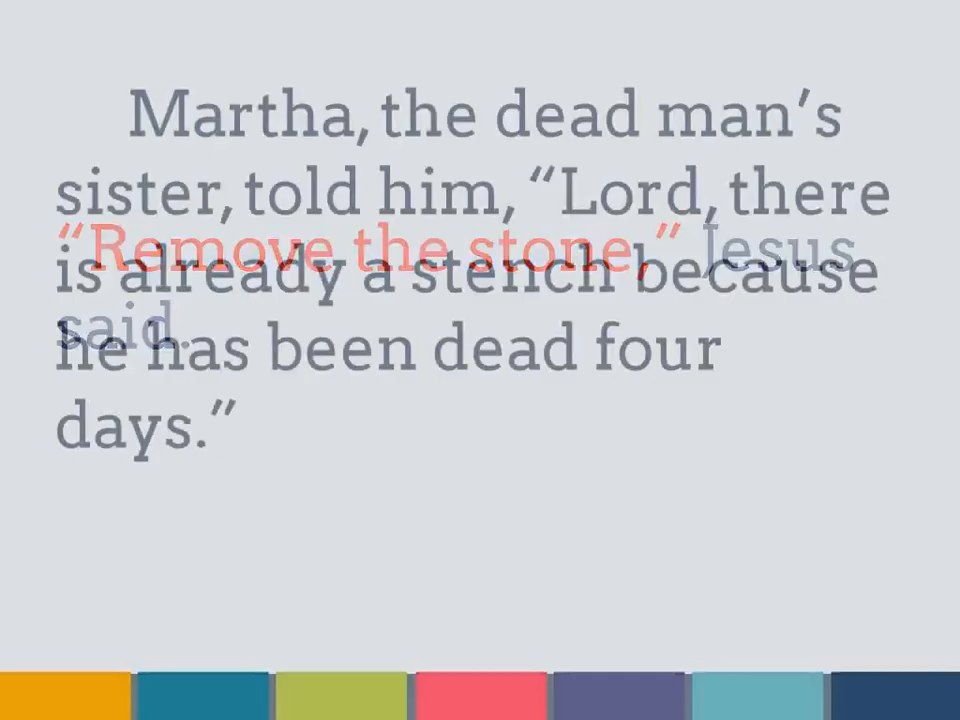 Martha, the dead man’s
sister, told him, “Lord, there
“Remove the stone,” Jesus
is already a stench because
said.
he has been dead four
days.”